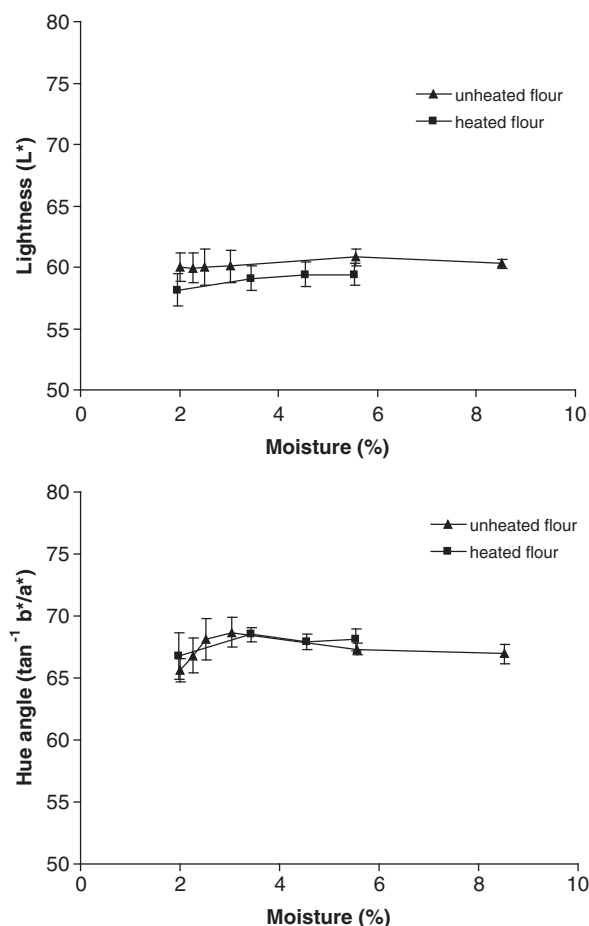 80
75
70
65
60
55
50
Lightness (L*)
unheated flour
heated flour
0 2 4 6 8 10
Moisture (%)
80
75
70
65
60
55
50
Hue angle (tan⁻¹ b*/a*)
unheated flour
heated flour
0 2 4 6 8 10
Moisture (%)